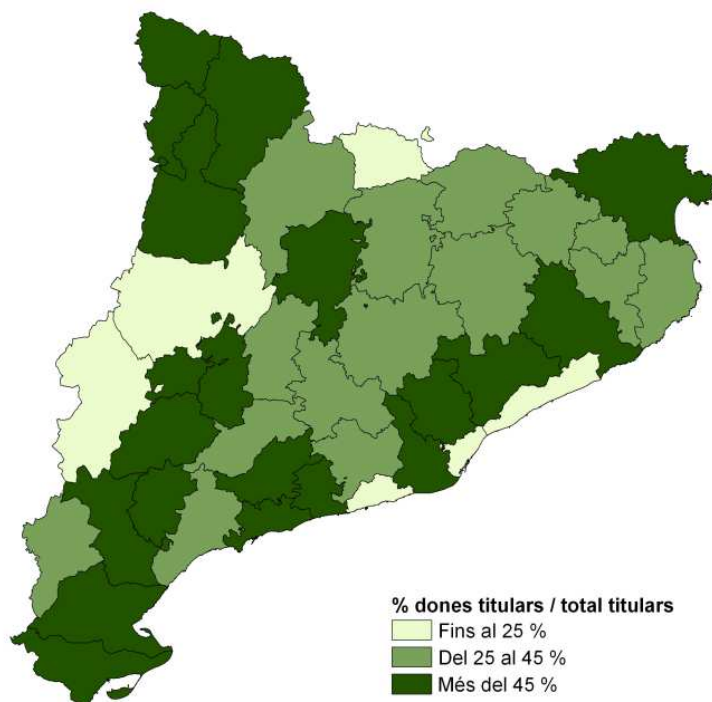 % dones titulars / total titulars
Fins al 25 %
Del 25 al 45 %
Més del 45 %